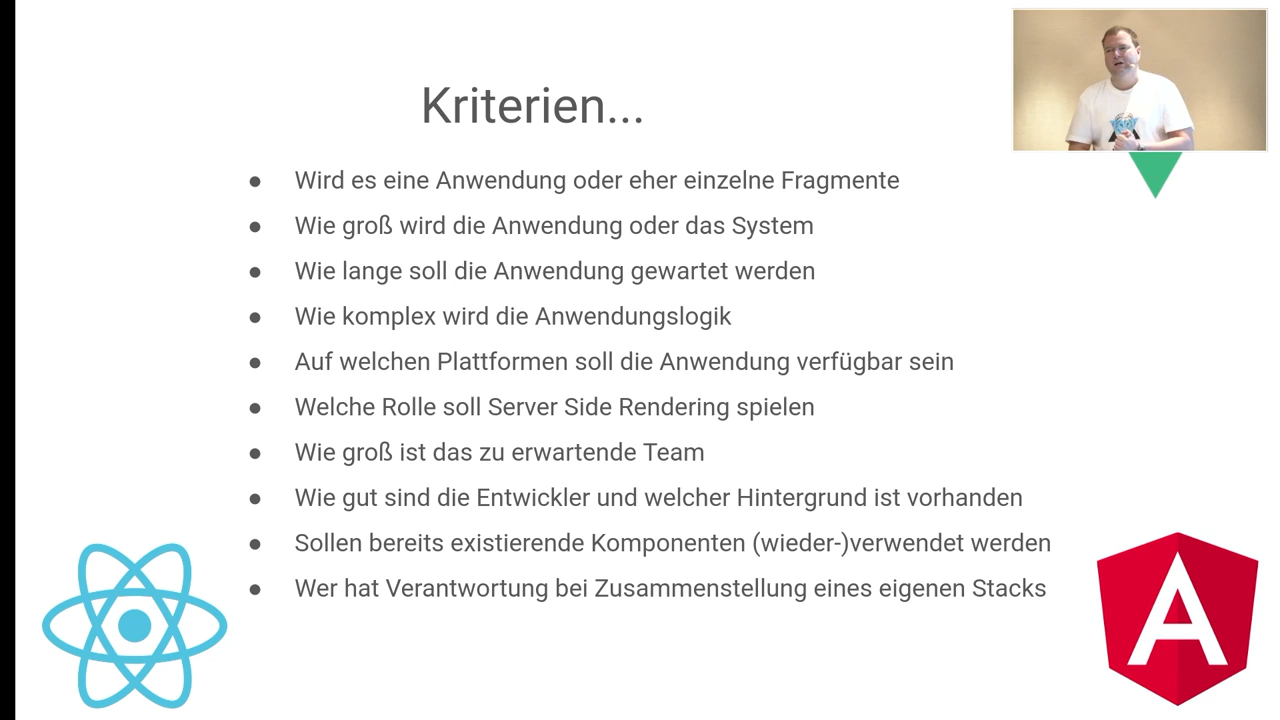 Kriterien...
● Wird es eine Anwendung oder eher einzelne Fragmente
● Wie groß wird die Anwendung oder das System
● Wie lange soll die Anwendung gewartet werden
● Wie komplex wird die Anwendungslogik
● Auf welchen Plattformen soll die Anwendung verfügbar sein
● Welche Rolle soll Server Side Rendering spielen
● Wie groß ist das zu erwartende Team
● Wie gut sind die Entwickler und welcher Hintergrund ist vorhanden
● Sollen bereits existierende Komponenten (wieder-)verwendet werden
● Wer hat Verantwortung bei Zusammenstellung eines eigenen Stacks
A